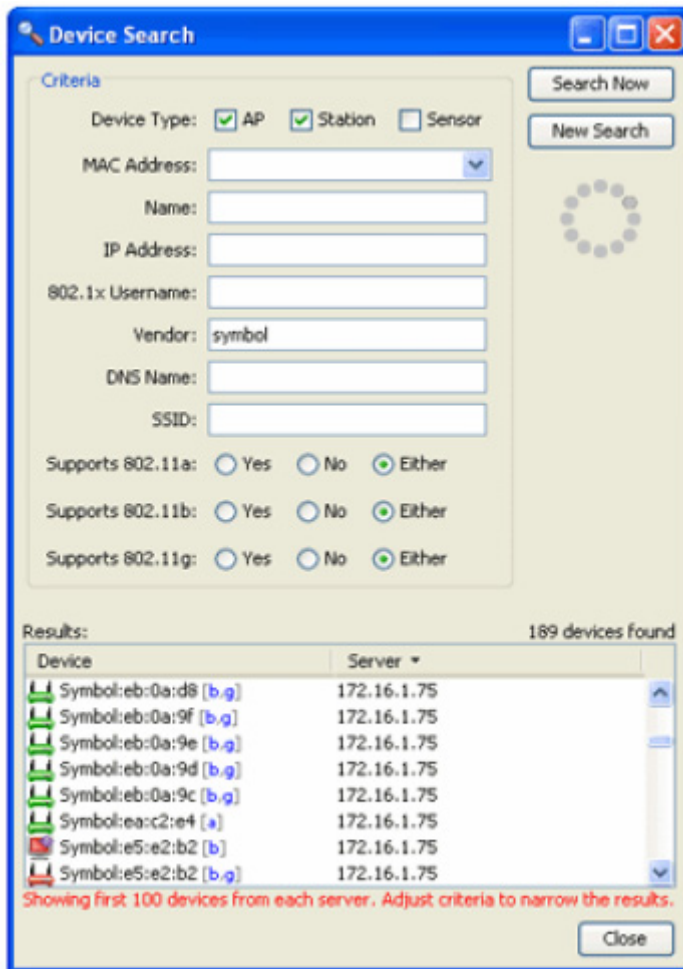 Device Search
Criteria
Search Now
Device Type: AP Station Sensor
New Search
MAC Address:
Name:
IP Address:
802.1x Username:
Vendor: symbol
DNS Name:
SSID:
Supports 802.11a: Yes No Either
Supports 802.11b: Yes No Either
Supports 802.11g: Yes No Either
Results: 189 devices found
Device Server
Symbol:eb:0a:d8 [b,g] 172.16.1.75
Symbol:eb:0a:9f [b,g] 172.16.1.75
Symbol:eb:0a:9e [b,g] 172.16.1.75
Symbol:eb:0a:9d [b,g] 172.16.1.75
Symbol:eb:0a:9c [b,g] 172.16.1.75
Symbol:ea:c2:e4 [a] 172.16.1.75
Symbol:e5:e2:b2 [b] 172.16.1.75
Symbol:e5:e2:b2 [b,g] 172.16.1.75
Showing first 100 devices from each server. Adjust criteria to narrow the results.
Close